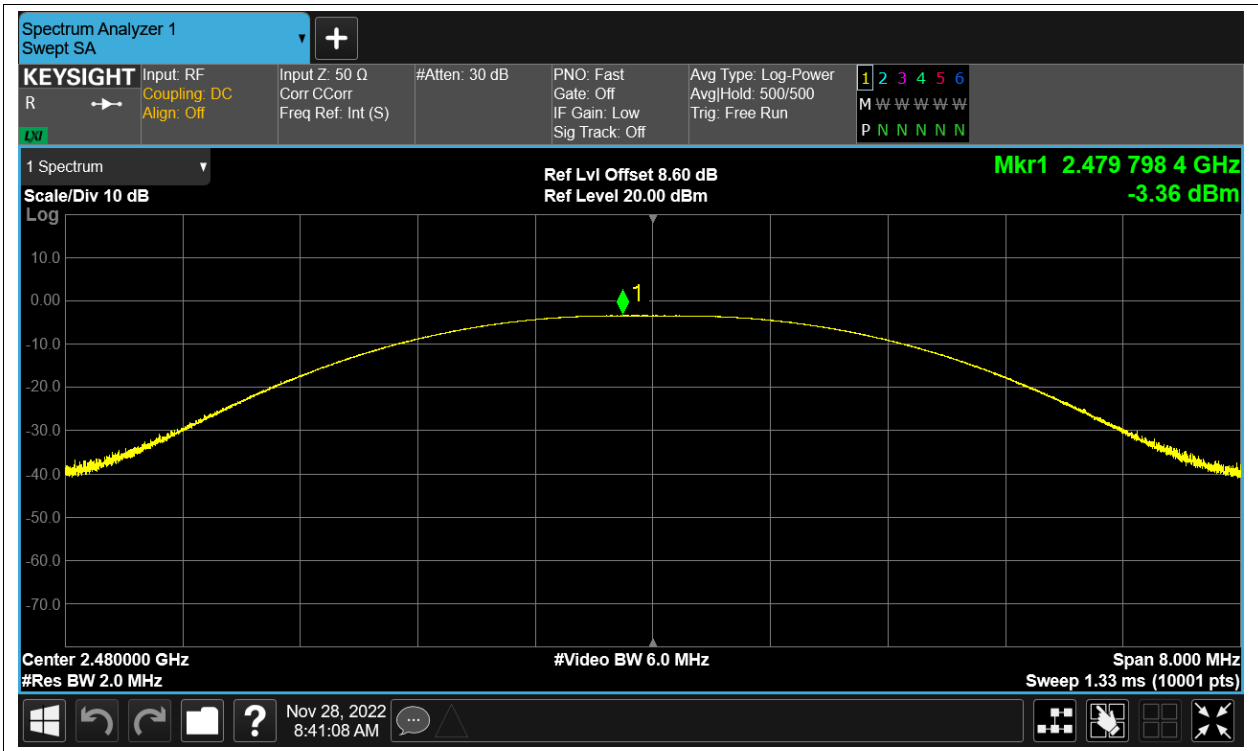 Spectrum Analyzer 1
Swept SA
KEYSIGHT
R
LXI
Input: RF
Coupling: DC
Align: Off
Input Z: 50 Ω
Corr CCorr
Freq Ref: Int (S)
#Atten: 30 dB
PNO: Fast
Gate: Off
IF Gain: Low
Sig Track: Off
Avg Type: Log-Power
Avg|Hold: 500/500
Trig: Free Run
1 2 3 4 5 6
M W W W W W
P N N N N N
1 Spectrum
Scale/Div 10 dB
Log
Ref Lvl Offset 8.60 dB
Ref Level 20.00 dBm
Mkr1 2.479 798 4 GHz
-3.36 dBm
10.0
0.00
1
-10.0
-20.0
-30.0
-40.0
-50.0
-60.0
-70.0
Center 2.480000 GHz
#Res BW 2.0 MHz
#Video BW 6.0 MHz
Span 8.000 MHz
Sweep 1.33 ms (10001 pts)
?
Nov 28, 2022
8:41:08 AM